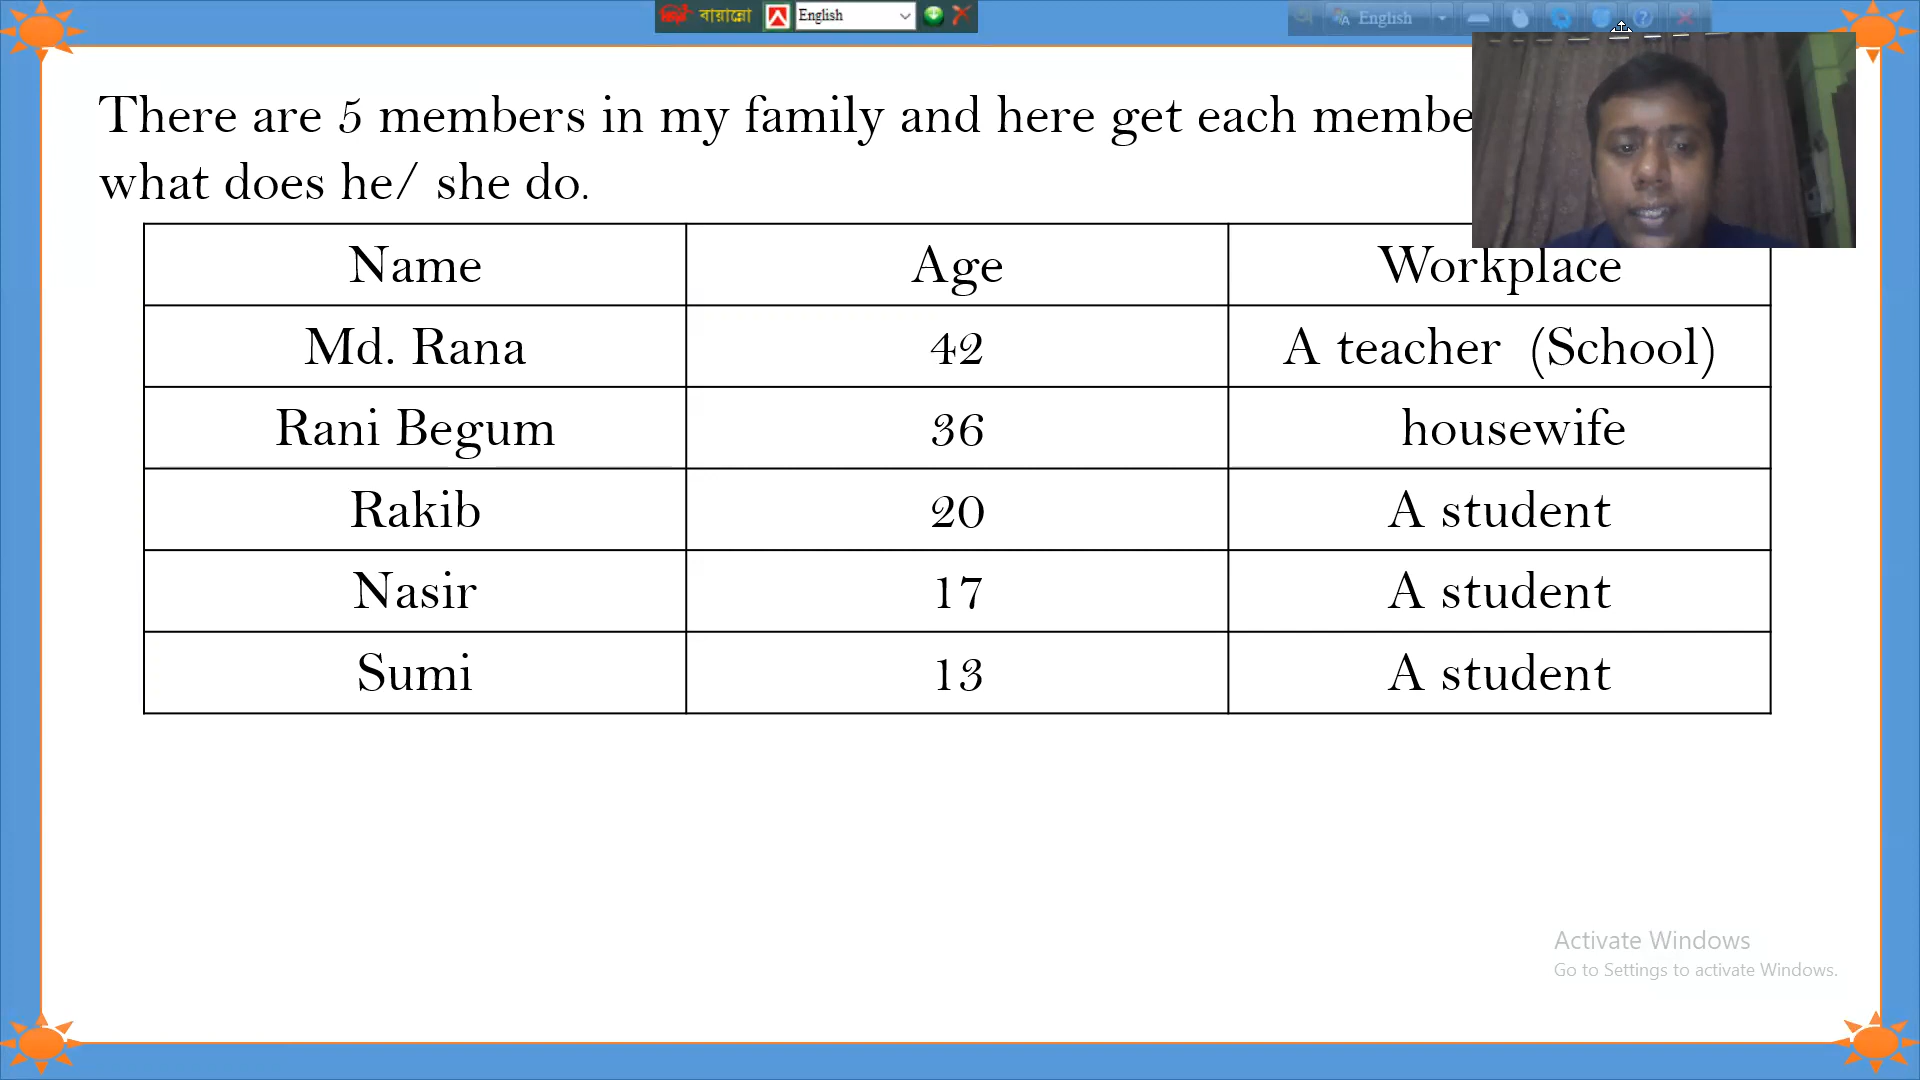 বায়ান্নো English
English
There are 5 members in my family and here get each membe
what does he/ she do.
Name Age Workplace
Md. Rana 42 A teacher (School)
Rani Begum 36 housewife
Rakib 20 A student
Nasir 17 A student
Sumi 13 A student
Activate Windows
Go to Settings to activate Windows.